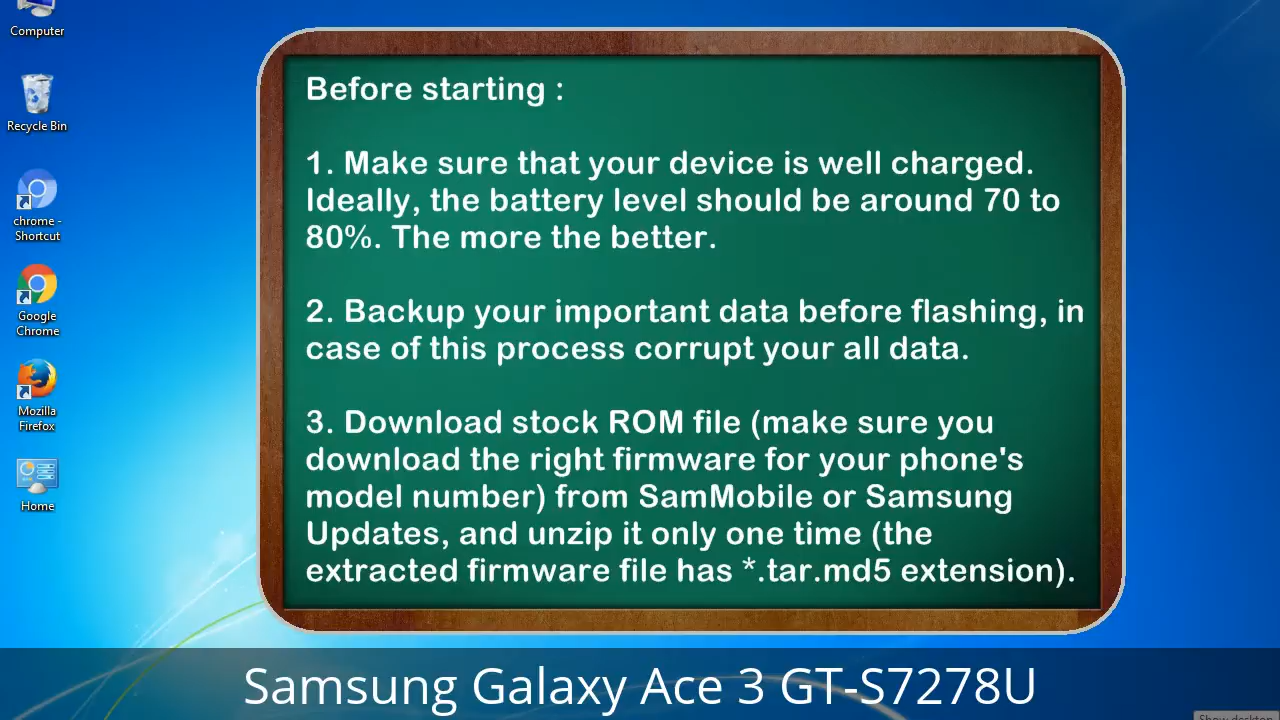 Computer
Recycle Bin
chrome -
Shortcut
Google
Chrome
Mozilla
Firefox
Home
Before starting :
1. Make sure that your device is well charged.
Ideally, the battery level should be around 70 to
80%. The more the better.
2. Backup your important data before flashing, in
case of this process corrupt your all data.
3. Download stock ROM file (make sure you
download the right firmware for your phone's
model number) from SamMobile or Samsung
Updates, and unzip it only one time (the
extracted firmware file has *.tar.md5 extension).
Samsung Galaxy Ace 3 GT-S7278U
Show desktop